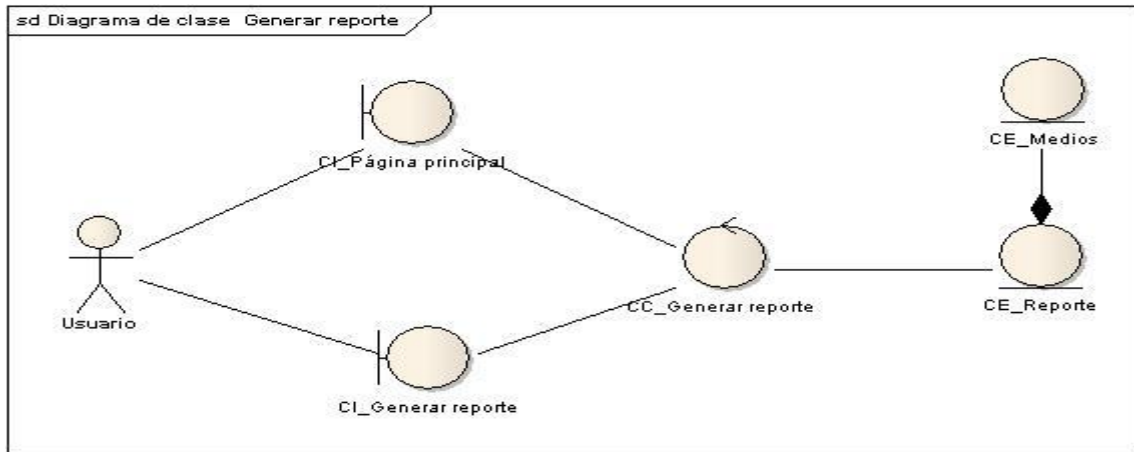 sd Diagrama de clase  Generar reporte
CE_Medios
CI_Página principal
CC_Generar reporte
CE_Reporte
Usuario
CI_Generar reporte